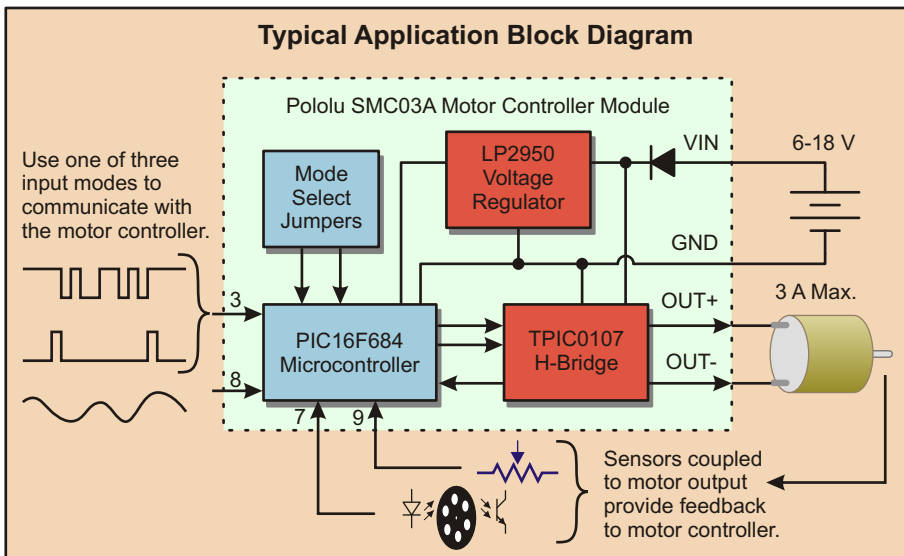 Typical Application Block Diagram
Pololu SMC03A Motor Controller Module
Use one of three
input modes to
communicate with
the motor controller.
Mode
Select
Jumpers
LP2950
Voltage
Regulator
VIN
6-18 V
GND
3
8
PIC16F684
Microcontroller
TPIC0107
H-Bridge
OUT+
OUT-
3 A Max.
7
9
Sensors coupled
to motor output
provide feedback
to motor controller.